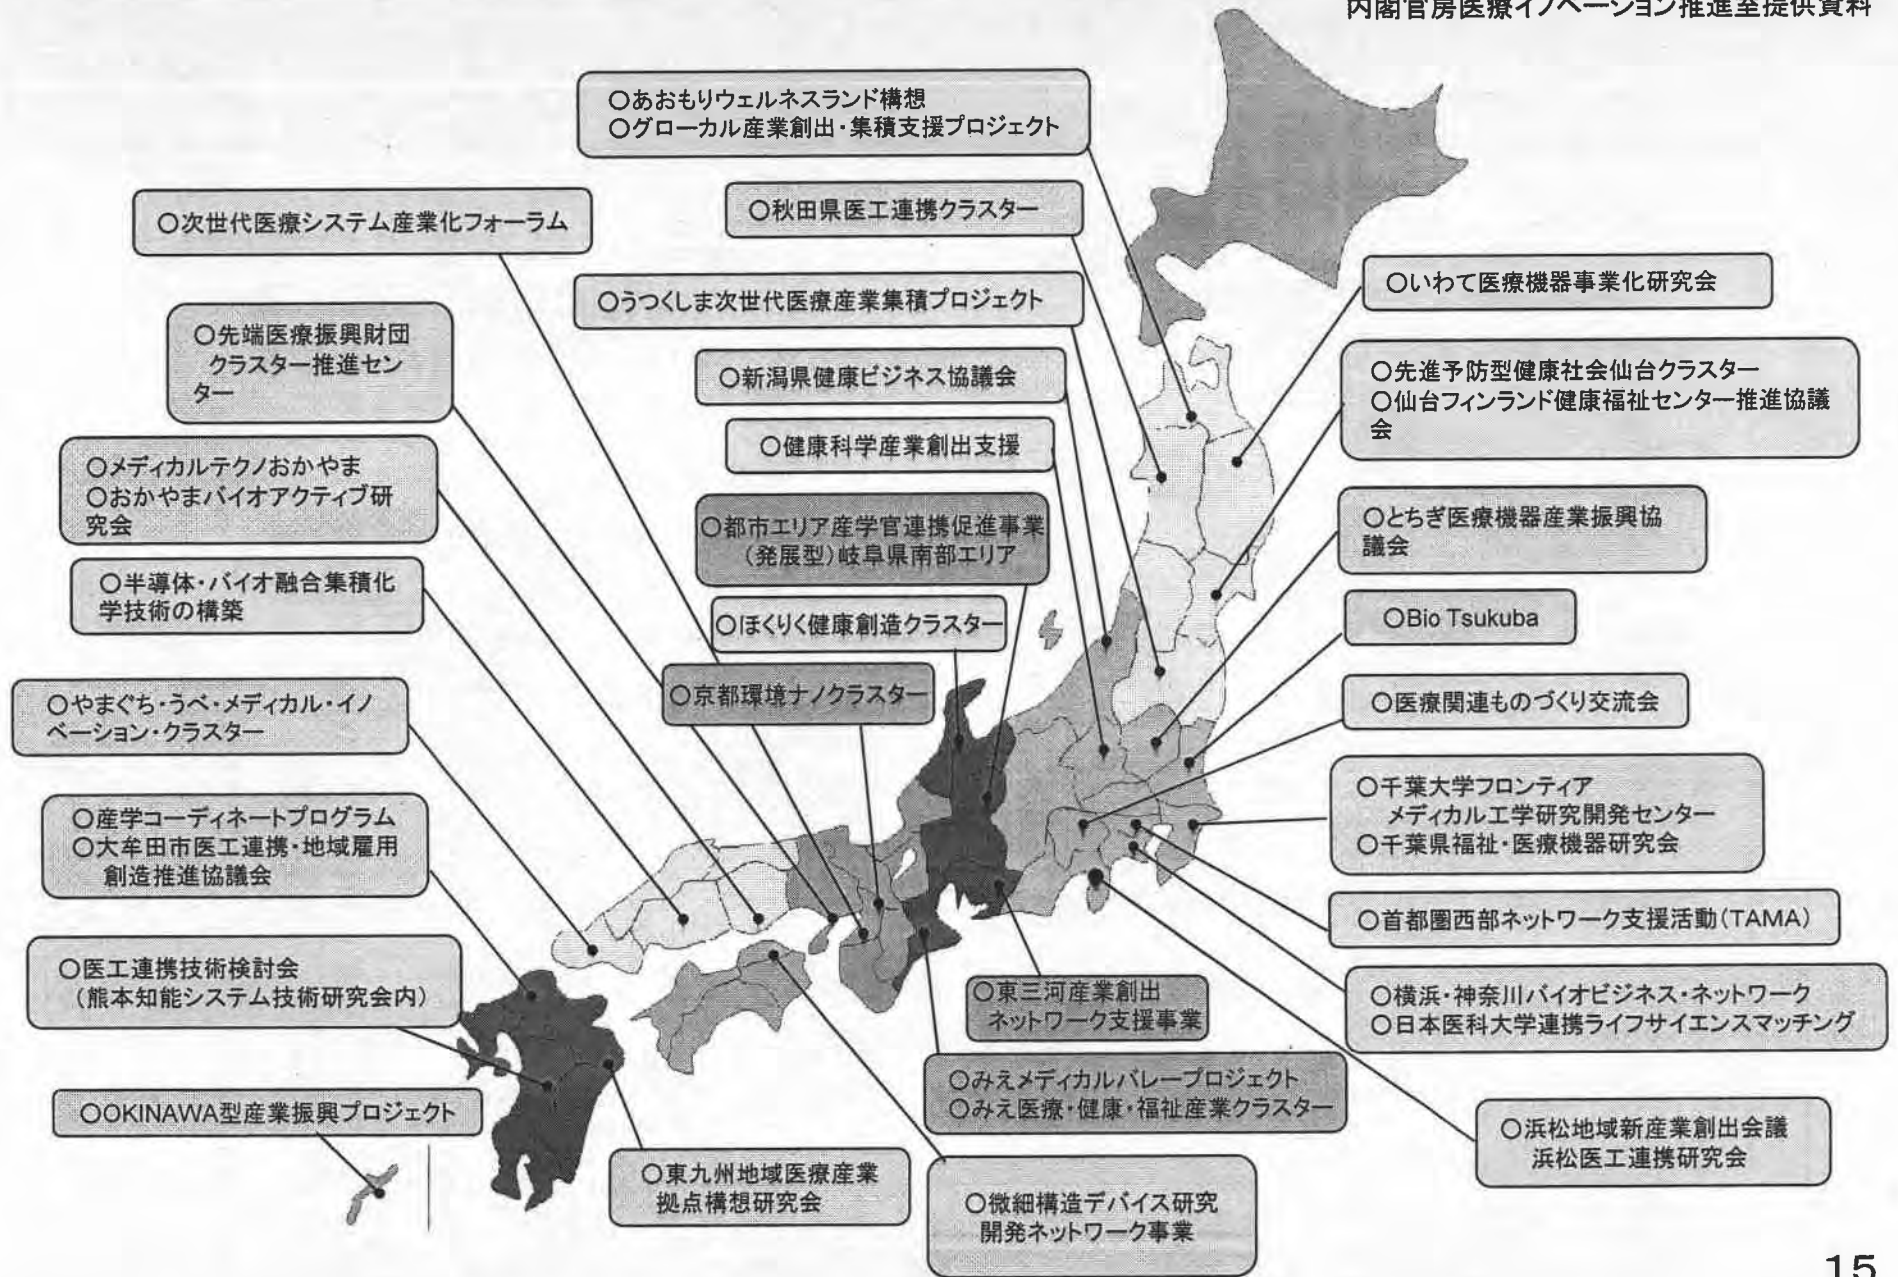 内閣官房医療イノベーション推進室提供資料
○あおもりウェルネスランド構想
○グローカル産業創出・集積支援プロジェクト
○次世代医療システム産業化フォーラム
○秋田県医工連携クラスター
○いわて医療機器事業化研究会
○うつくしま次世代医療産業集積プロジェクト
○先端医療振興財団
クラスター推進セン
ター
○新潟県健康ビジネス協議会
○先進予防型健康社会仙台クラスター
○仙台フィンランド健康福祉センター推進協議
会
○健康科学産業創出支援
○メディカルテクノおかやま
○おかやまバイオアクティブ研
究会
○都市エリア産学官連携促進事業
(発展型)岐阜県南部エリア
○とちぎ医療機器産業振興協
議会
○半導体・バイオ融合集積化
学技術の構築
○ほくりく健康創造クラスター
○Bio Tsukuba
○京都環境ナノクラスター
○医療関連ものづくり交流会
○やまぐち・うべ・メディカル・イノ
ベーション・クラスター
○千葉大学フロンティア
メディカル工学研究開発センター
○千葉県福祉・医療機器研究会
○産学コーディネートプログラム
○大牟田市医工連携・地域雇用
創造推進協議会
○首都圏西部ネットワーク支援活動(TAMA)
○医工連携技術検討会
(熊本知能システム技術研究会内)
○東三河産業創出
ネットワーク支援事業
○横浜・神奈川バイオビジネス・ネットワーク
○日本医科大学連携ライフサイエンスマッチング
○みえメディカルバレープロジェクト
○みえ医療・健康・福祉産業クラスター
○OKINAWA型産業振興プロジェクト
○浜松地域新産業創出会議
浜松医工連携研究会
○東九州地域医療産業
拠点構想研究会
○微細構造デバイス研究
開発ネットワーク事業
15